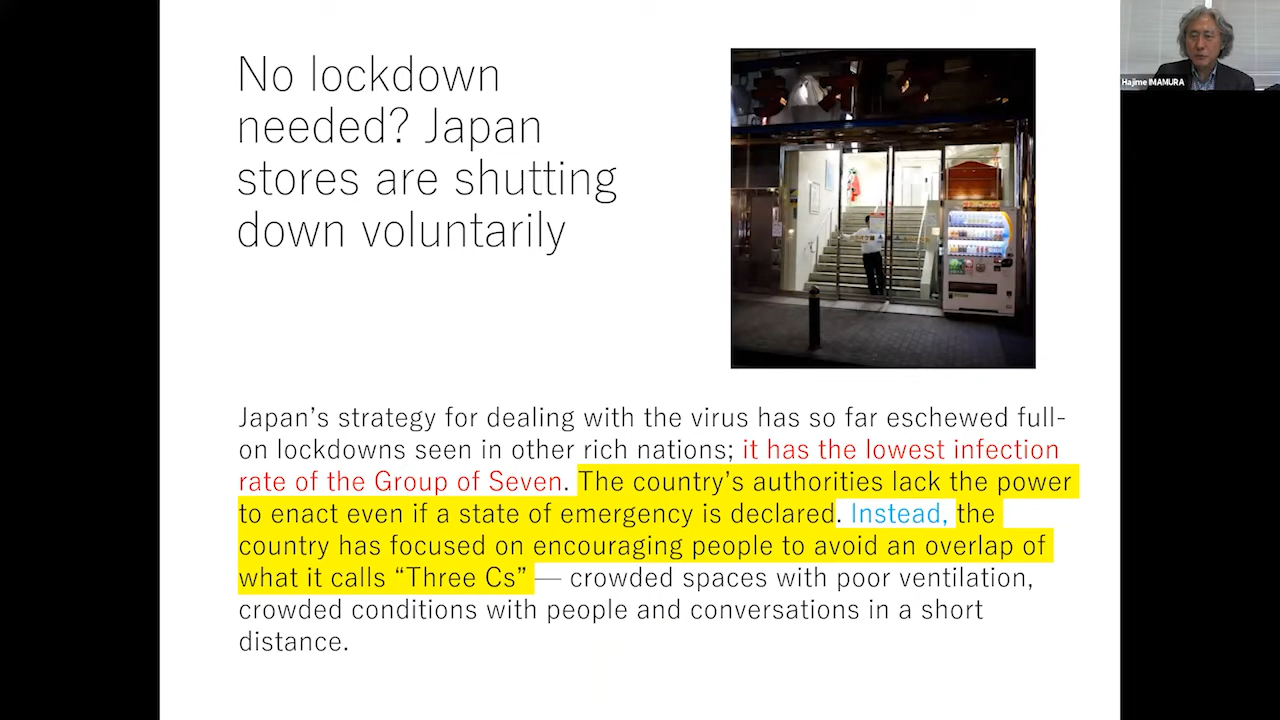 No lockdown
needed? Japan
stores are shutting
down voluntarily
Hajime IMAMURA
Japan’s strategy for dealing with the virus has so far eschewed full-
on lockdowns seen in other rich nations; it has the lowest infection
rate of the Group of Seven. The country’s authorities lack the power
to enact even if a state of emergency is declared. Instead, the
country has focused on encouraging people to avoid an overlap of
what it calls “Three Cs” — crowded spaces with poor ventilation,
crowded conditions with people and conversations in a short
distance.